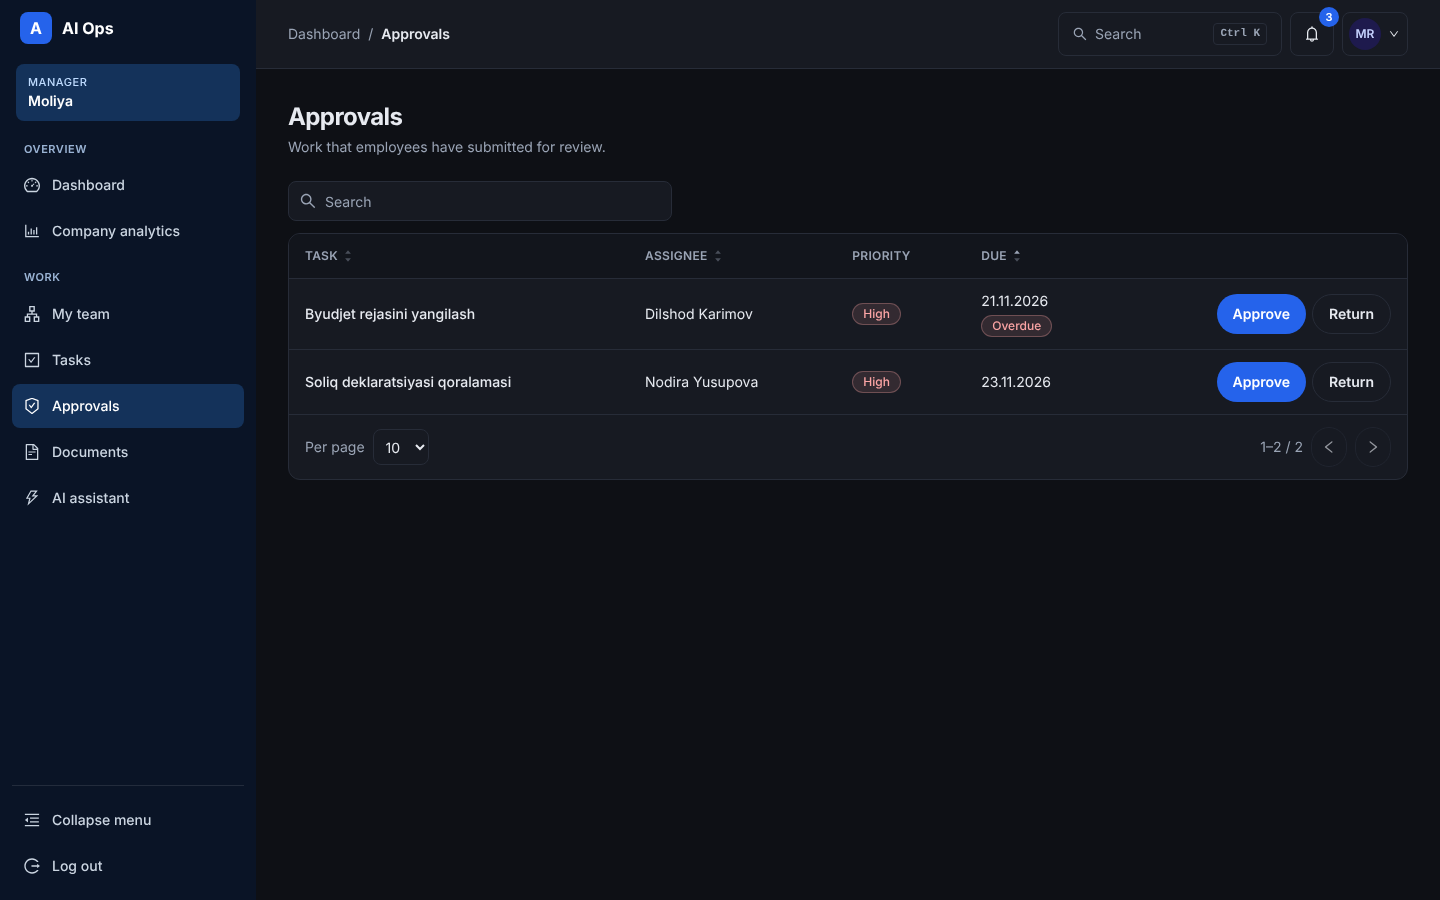 A AI Ops
MANAGER
Moliya
OVERVIEW
Dashboard
Company analytics
WORK
My team
Tasks
Approvals
Documents
AI assistant
Collapse menu
Log out
Dashboard / Approvals
Search Ctrl K
3
MR
Approvals
Work that employees have submitted for review.
Search
TASK ASSIGNEE PRIORITY DUE
Byudjet rejasini yangilash Dilshod Karimov High 21.11.2026 Overdue Approve Return
Soliq deklaratsiyasi qoralamasi Nodira Yusupova High 23.11.2026 Approve Return
Per page 10 1–2 / 2